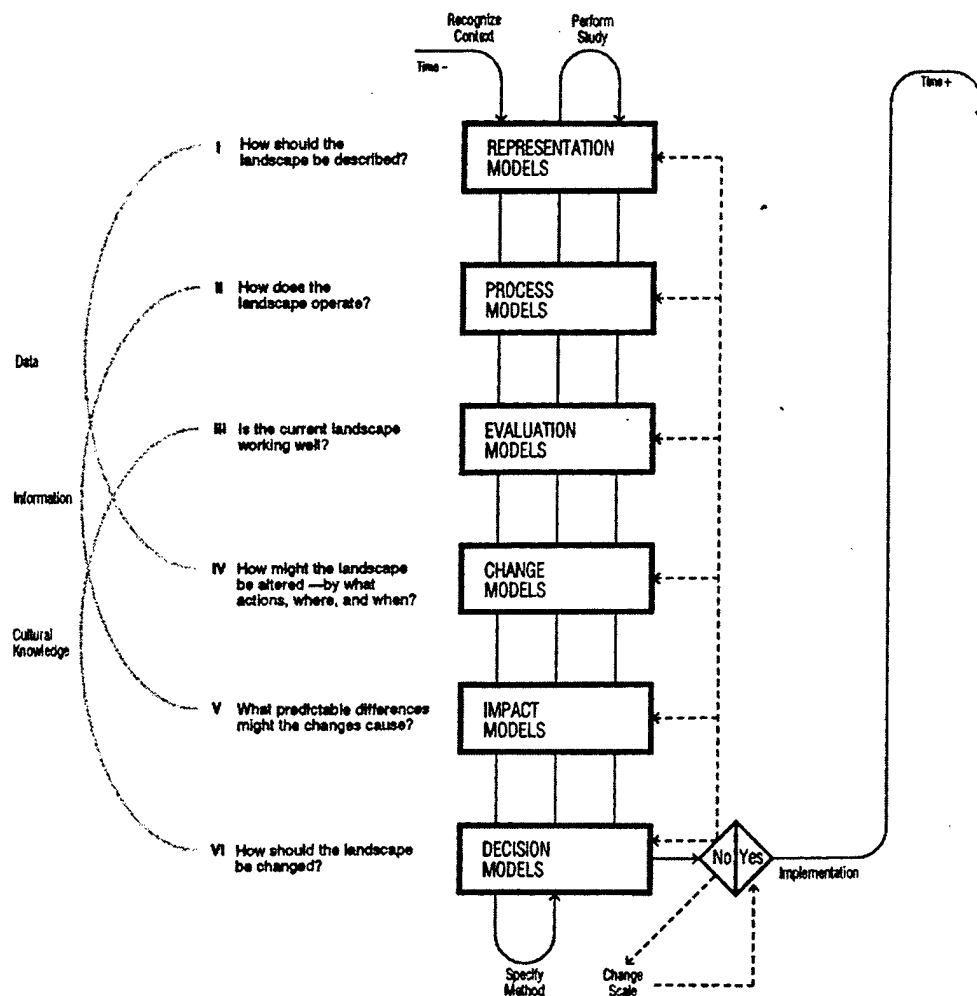 Recognize
Context
Perform
Study
Time -
Time +
I How should the
landscape be described?
REPRESENTATION
MODELS
II How does the
landscape operate?
PROCESS
MODELS
Data
III Is the current landscape
working well?
EVALUATION
MODELS
Information
IV How might the landscape
be altered —by what
actions, where, and when?
CHANGE
MODELS
Cultural
Knowledge
V What predictable differences
might the changes cause?
IMPACT
MODELS
VI How should the landscape
be changed?
DECISION
MODELS
No Yes
Implementation
Specify
Method
Change
Scale